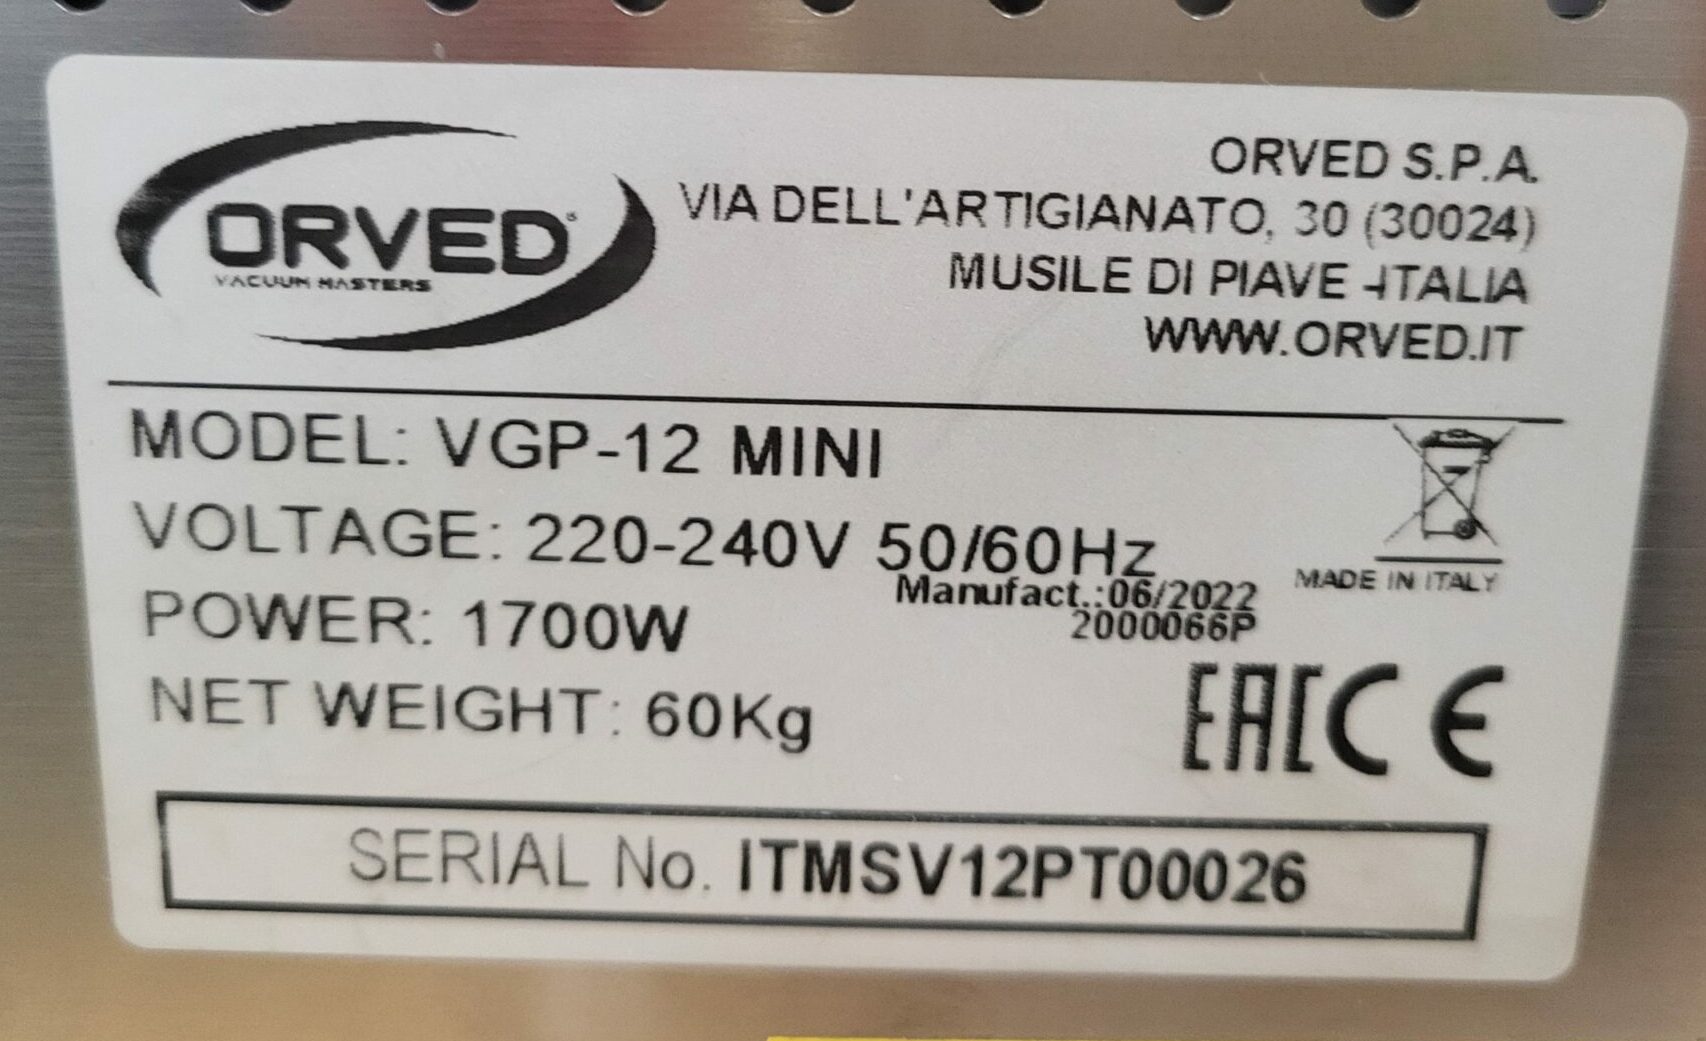 ORVED
VACUUM MASTERS
ORVED S.P.A.
VIA DELL'ARTIGIANATO, 30 (30024)
MUSILE DI PIAVE -ITALIA
WWW.ORVED.IT
MODEL: VGP-12 MINI
VOLTAGE: 220-240V 50/60Hz
MADE IN ITALY
Manufact.:06/2022
2000066P
POWER: 1700W
NET WEIGHT: 60Kg
EAC CE
SERIAL No. ITMSV12PT00026